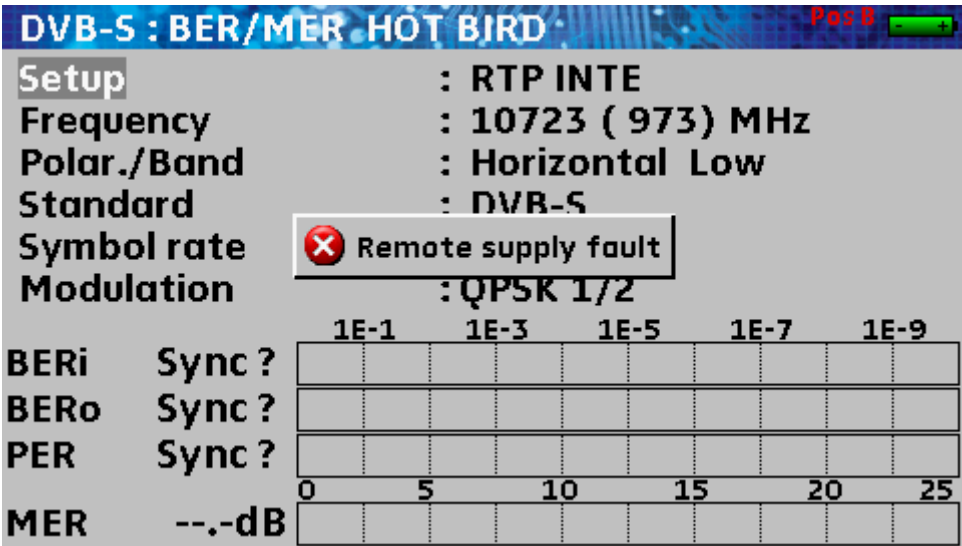 DVB-S : BER/MER HOT BIRD Pos B - +
Setup : RTP INTE
Frequency : 10723 ( 973) MHz
Polar./Band : Horizontal Low
Standard : DVB-S
Symbol rate
Remote supply fault
Modulation : QPSK 1/2
1E-1 1E-3 1E-5 1E-7 1E-9
BERi Sync ?
BERo Sync ?
PER Sync ?
0 5 10 15 20 25
MER --.-dB